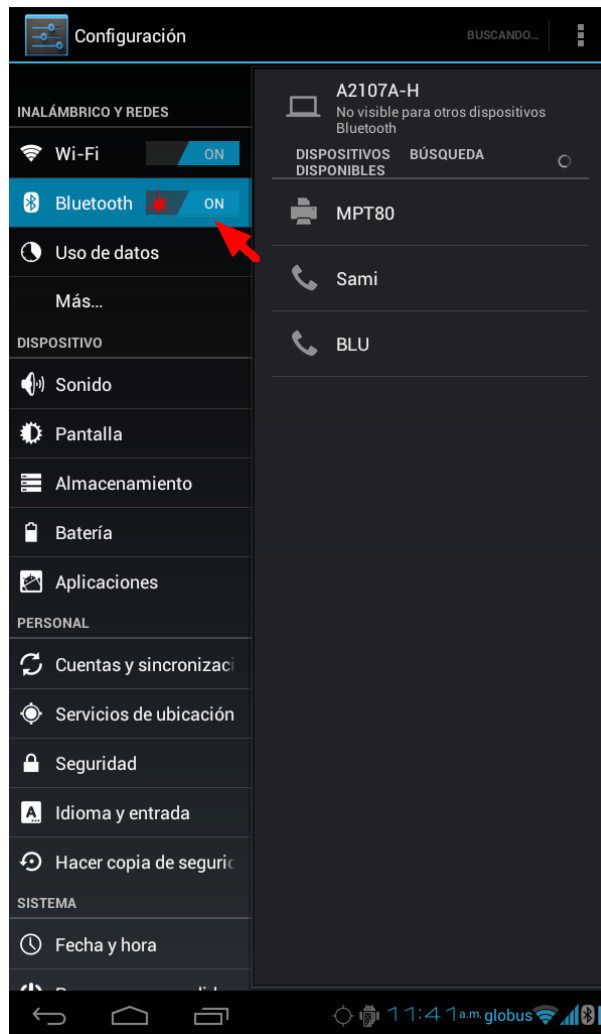 Configuración
BUSCANDO...
INALÁMBRICO Y REDES
Wi-Fi ON
Bluetooth ON
Uso de datos
Más...
DISPOSITIVO
Sonido
Pantalla
Almacenamiento
Batería
Aplicaciones
PERSONAL
Cuentas y sincronizaci
Servicios de ubicación
Seguridad
Idioma y entrada
Hacer copia de seguric
SISTEMA
Fecha y hora
A2107A-H
No visible para otros dispositivos
Bluetooth
DISPOSITIVOS BÚSQUEDA
DISPONIBLES
MPT80
Sami
BLU
11:41 a.m. globus